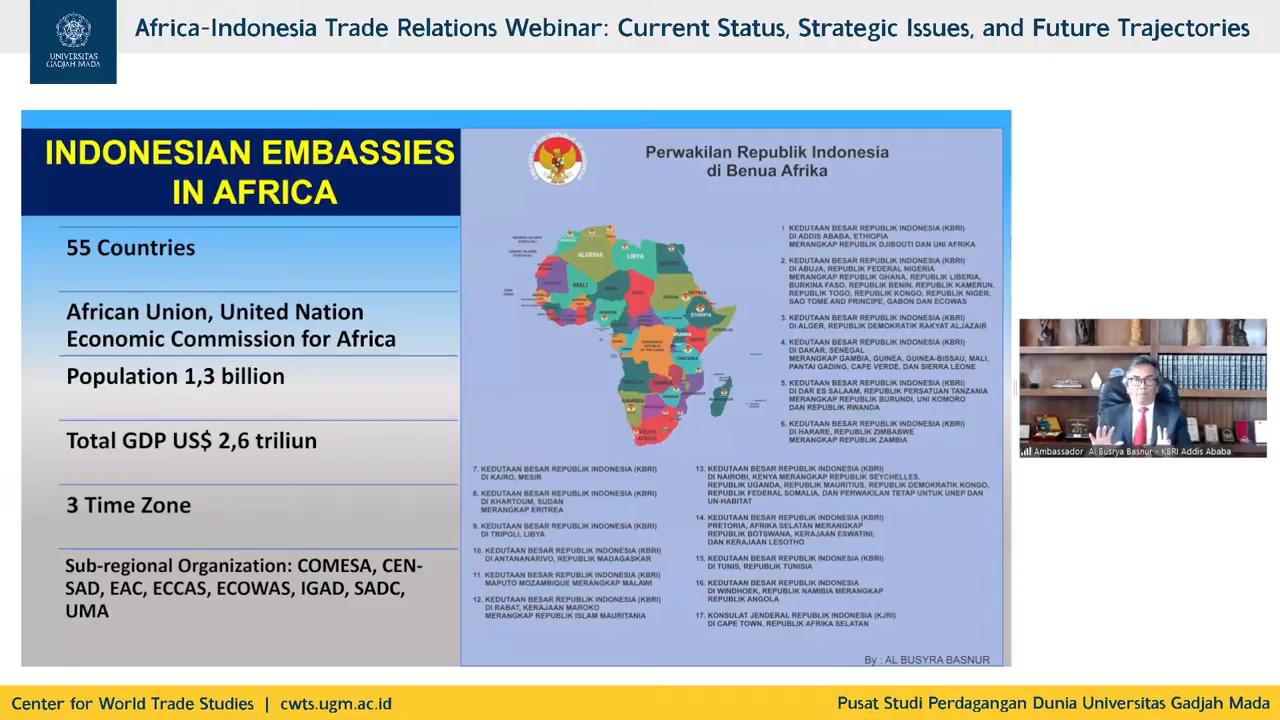 Africa-Indonesia Trade Relations Webinar: Current Status, Strategic Issues, and Future Trajectories
UNIVERSITAS
GADJAH MADA
INDONESIAN EMBASSIES
IN AFRICA
55 Countries
African Union, United Nation
Economic Commission for Africa
Population 1,3 billion
Total GDP US$ 2,6 triliun
3 Time Zone
Sub-regional Organization: COMESA, CEN-
SAD, EAC, ECCAS, ECOWAS, IGAD, SADC,
UMA
Perwakilan Republik Indonesia
di Benua Afrika
ALGERIA
LIBYA
MALI
ETHIOPIA
SOMALIA
TANZANIA
NAMIBIA
SOUTH
AFRICA
1 KEDUTAAN BESAR REPUBLIK INDONESIA (KBRI)
DI ADDIS ABABA, ETHIOPIA
MERANGKAP REPUBLIK DJIBOUTI DAN UNI AFRIKA
2. KEDUTAAN BESAR REPUBLIK INDONESIA (KBRI)
DI ABUJA, REPUBLIK FEDERAL NIGERIA
MERANGKAP REPUBLIK GHANA, REPUBLIK LIBERIA,
BURKINA FASO, REPUBLIK BENIN, REPUBLIK KAMERUN,
REPUBLIK TOGO, REPUBLIK KONGO, REPUBLIK NIGER,
SAO TOME AND PRINCIPE, GABON DAN ECOWAS
3. KEDUTAAN BESAR REPUBLIK INDONESIA (KBRI)
DI ALGER, REPUBLIK DEMOKRATIK RAKYAT ALJAZAIR
4. KEDUTAAN BESAR REPUBLIK INDONESIA (KBRI)
DI DAKAR, SENEGAL
MERANGKAP GAMBIA, GUINEA, GUINEA-BISSAU, MALI,
PANTAI GADING, CAPE VERDE, DAN SIERRA LEONE
5. KEDUTAAN BESAR REPUBLIK INDONESIA (KBRI)
DI DAR ES SALAAM, REPUBLIK PERSATUAN TANZANIA
MERANGKAP REPUBLIK BURUNDI, UNI KOMORO
DAN REPUBLIK RWANDA
6. KEDUTAAN BESAR REPUBLIK INDONESIA (KBRI)
DI HARARE, REPUBLIK ZIMBABWE
MERANGKAP REPUBLIK ZAMBIA
7. KEDUTAAN BESAR REPUBLIK INDONESIA (KBRI)
DI KAIRO, MESIR
8. KEDUTAAN BESAR REPUBLIK INDONESIA (KBRI)
DI KHARTOUM, SUDAN
MERANGKAP ERITREA
9. KEDUTAAN BESAR REPUBLIK INDONESIA (KBRI)
DI TRIPOLI, LIBYA
10. KEDUTAAN BESAR REPUBLIK INDONESIA (KBRI)
DI ANTANANARIVO, REPUBLIK MADAGASKAR
11. KEDUTAAN BESAR REPUBLIK INDONESIA (KBRI)
MAPUTO MOZAMBIQUE MERANGKAP MALAWI
12. KEDUTAAN BESAR REPUBLIK INDONESIA (KBRI)
DI RABAT, KERAJAAN MAROKO
MERANGKAP REPUBLIK ISLAM MAURITANIA
13. KEDUTAAN BESAR REPUBLIK INDONESIA (KBRI)
DI NAIROBI, KENYA MERANGKAP REPUBLIK SEYCHELLES,
REPUBLIK UGANDA, REPUBLIK MAURITIUS, REPUBLIK DEMOKRATIK KONGO,
REPUBLIK FEDERAL SOMALIA, DAN PERWAKILAN TETAP UNTUK UNEP DAN
UN-HABITAT
14. KEDUTAAN BESAR REPUBLIK INDONESIA (KBRI)
PRETORIA, AFRIKA SELATAN MERANGKAP
REPUBLIK BOTSWANA, KERAJAAN ESWATINI,
DAN KERAJAAN LESOTHO
15. KEDUTAAN BESAR REPUBLIK INDONESIA (KBRI)
DI TUNIS, REPUBLIK TUNISIA
16. KEDUTAAN BESAR REPUBLIK INDONESIA
DI WINDHOEK, REPUBLIK NAMIBIA MERANGKAP
REPUBLIK ANGOLA
17. KONSULAT JENDERAL REPUBLIK INDONESIA (KJRI)
DI CAPE TOWN, REPUBLIK AFRIKA SELATAN
By : AL BUSYRA BASNUR
Ambassador Al Busrya Basnur - KBRI Addis Ababa
Center for World Trade Studies | cwts.ugm.ac.id
Pusat Studi Perdagangan Dunia Universitas Gadjah Mada